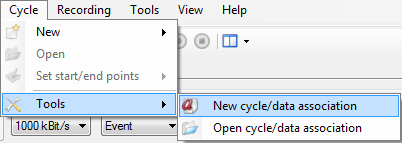 Cycle Recording Tools View Help
New
Open
Set start/end points
Tools
New cycle/data association
Open cycle/data association
1000 kBit/s Event